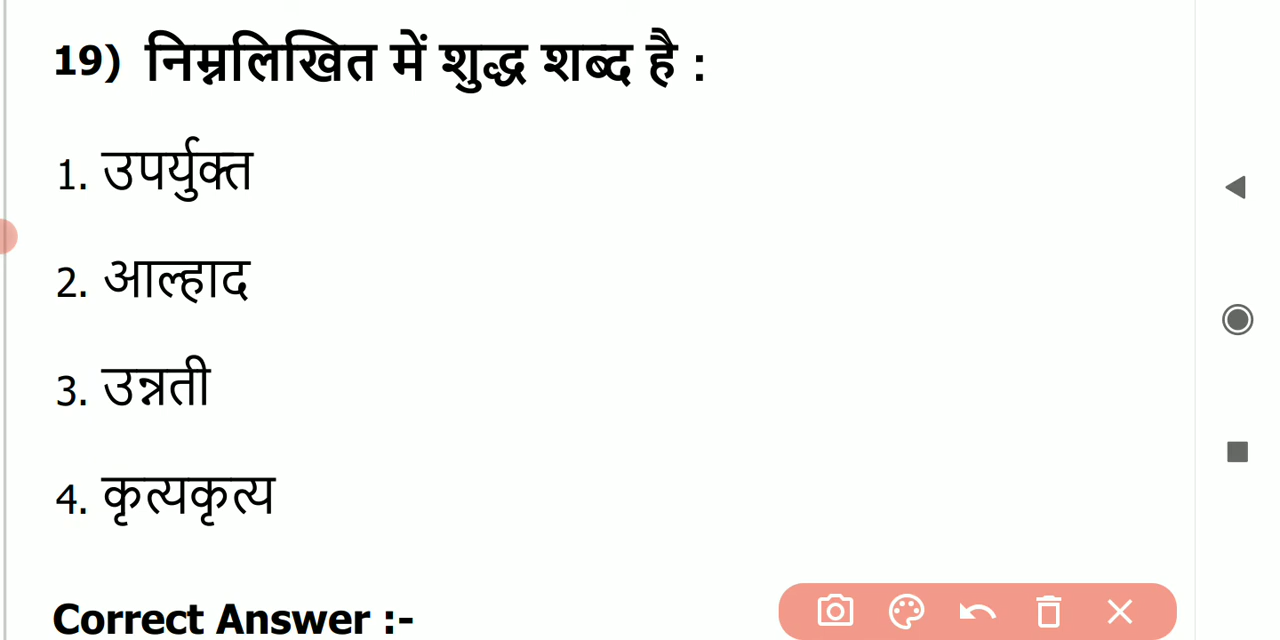 19) निम्नलिखित में शुद्ध शब्द है :
1. उपर्युक्त
2. आल्हाद
3. उन्नती
4. कृत्यकृत्य
Correct Answer :-